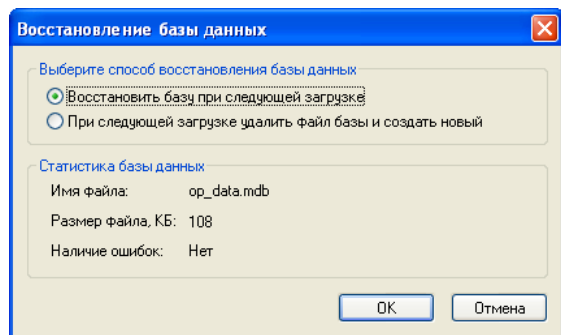 Восстановление базы данных
Выберите способ восстановления базы данных
Восстановить базу при следующей загрузке
При следующей загрузке удалить файл базы и создать новый
Статистика базы данных
Имя файла: op_data.mdb
Размер файла, КБ: 108
Наличие ошибок: Нет
OK Отмена